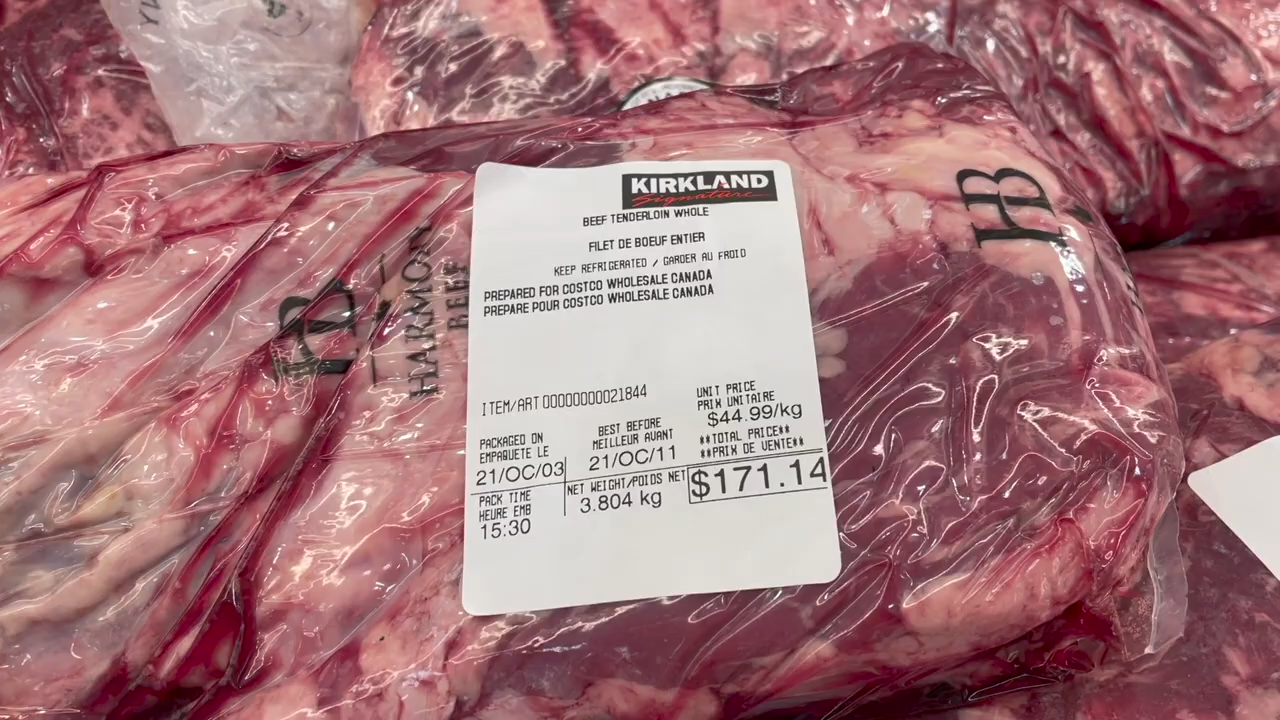 KIRKLAND
Signature
BEEF TENDERLOIN WHOLE
FILET DE BOEUF ENTIER
KEEP REFRIGERATED / GARDER AU FROID
PREPARED FOR COSTCO WHOLESALE CANADA
PREPARE POUR COSTCO WHOLESALE CANADA
ITEM/ART 00000000021844
UNIT PRICE
PRIX UNITAIRE
$44.99/kg
PACKAGED ON
EMPAQUETE LE
21/OC/03
BEST BEFORE
MEILLEUR AVANT
21/OC/11
**TOTAL PRICE**
**PRIX DE VENTE**
$171.14
PACK TIME
HEURE EMB
15:30
NET WEIGHT/POIDS NET
3.804 kg
HB
HARMONY
BEEF
HB